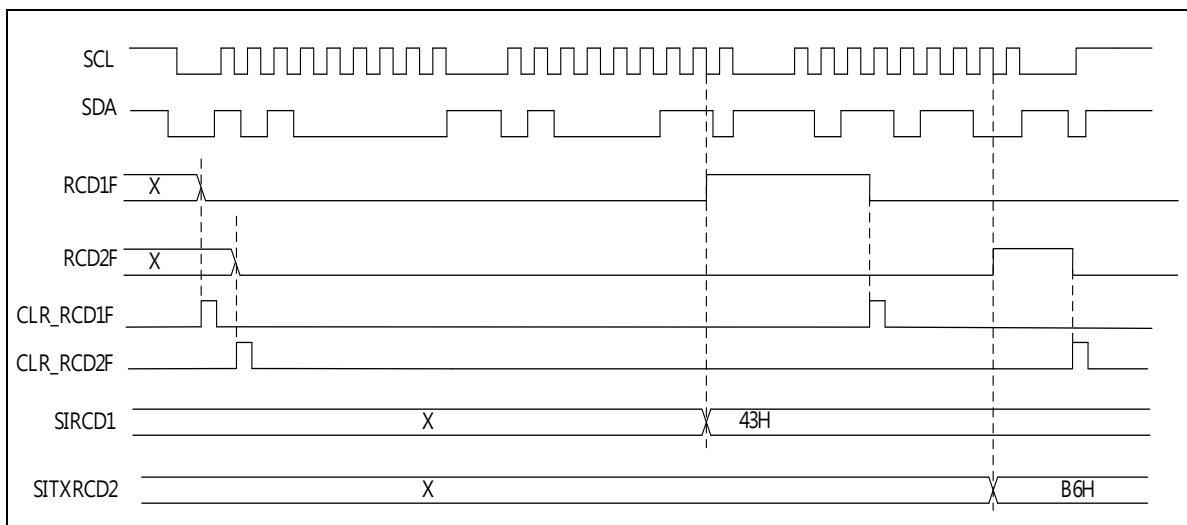 SCL
SDA
RCD1F X
RCD2F X
CLR_RCD1F
CLR_RCD2F
SIRCD1 X 43H
SITXRCD2 X B6H